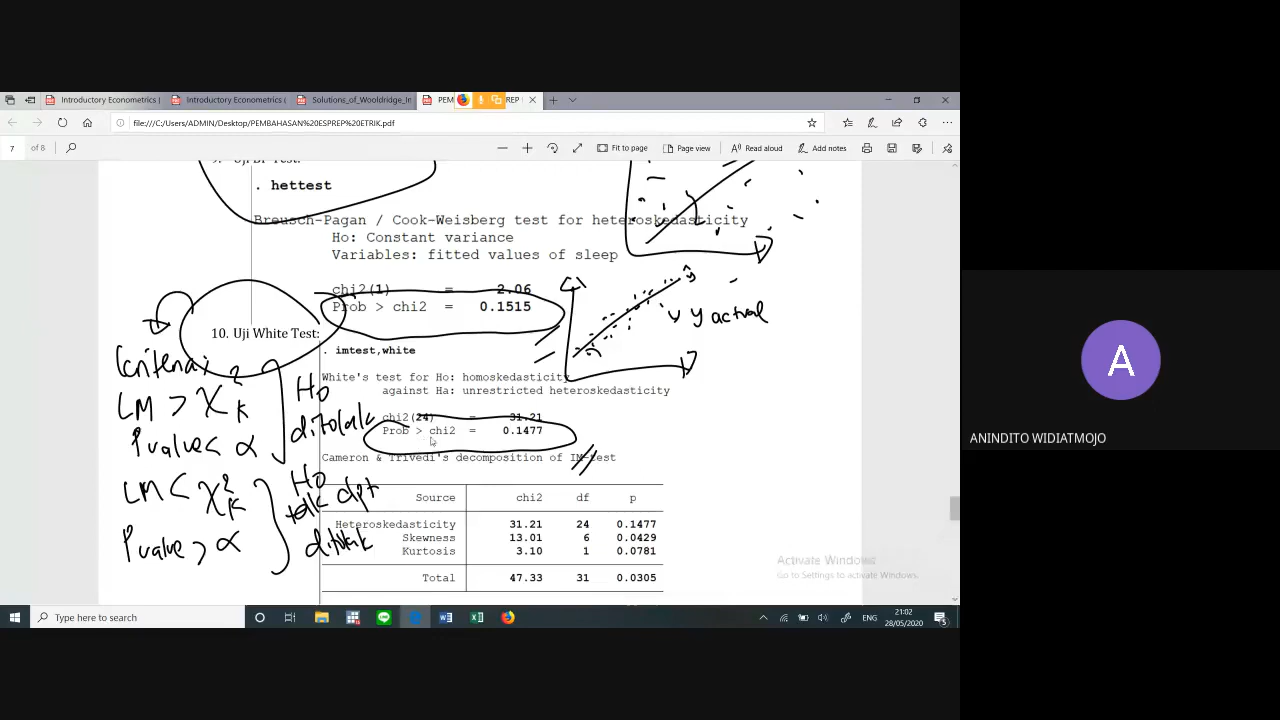 Introductory Econometrics (
Introductory Econometrics (
Solutions_of_Wooldridge_In
PEM
REP
file:///C:/Users/ADMIN/Desktop/PEMBAHASAN%20ESPREP%20ETRIK.pdf
7 of 8
Fit to page
Page view
Read aloud
Add notes
. hettest
Breusch-Pagan / Cook-Weisberg test for heteroskedasticity
Ho: Constant variance
Variables: fitted values of sleep
chi2(1) = 2.06
Prob > chi2 = 0.1515
ŷ
y actual
10. Uji White Test:
. imtest,white
White's test for Ho: homoskedasticity
against Ha: unrestricted heteroskedasticity
chi2(24) = 31.21
Prob > chi2 = 0.1477
Cameron & Trivedi's decomposition of IM-test
Source chi2 df p
Heteroskedasticity 31.21 24 0.1477
Skewness 13.01 6 0.0429
Kurtosis 3.10 1 0.0781
Total 47.33 31 0.0305
Criteria:
LM > χ²K
Pvalue < α
Ho
ditolak
LM < χ²K
Pvalue > α
Ho
tdk dpt
ditolak
Activate Windows
Go to Settings to activate Windows.
Type here to search
ENG
21:02
28/05/2020
5
A
ANINDITO WIDIATMOJO